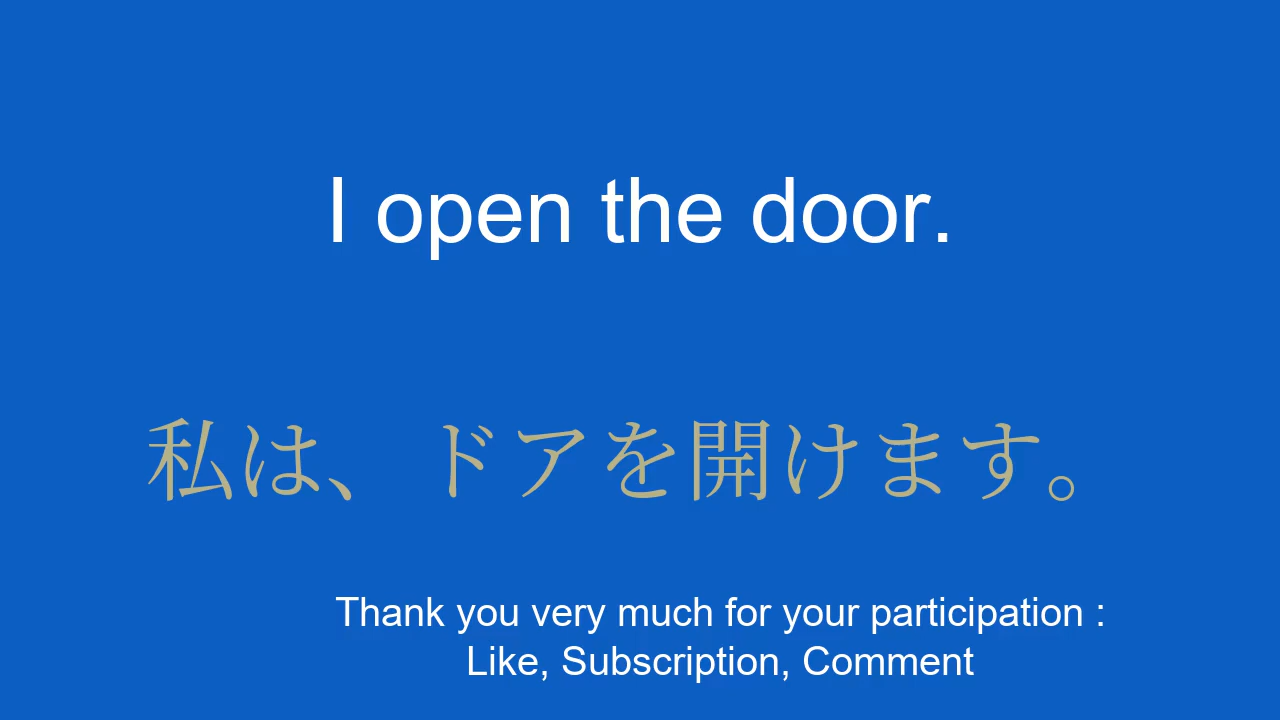 I open the door.
私は、ドアを開けます。
Thank you very much for your participation :
Like, Subscription, Comment